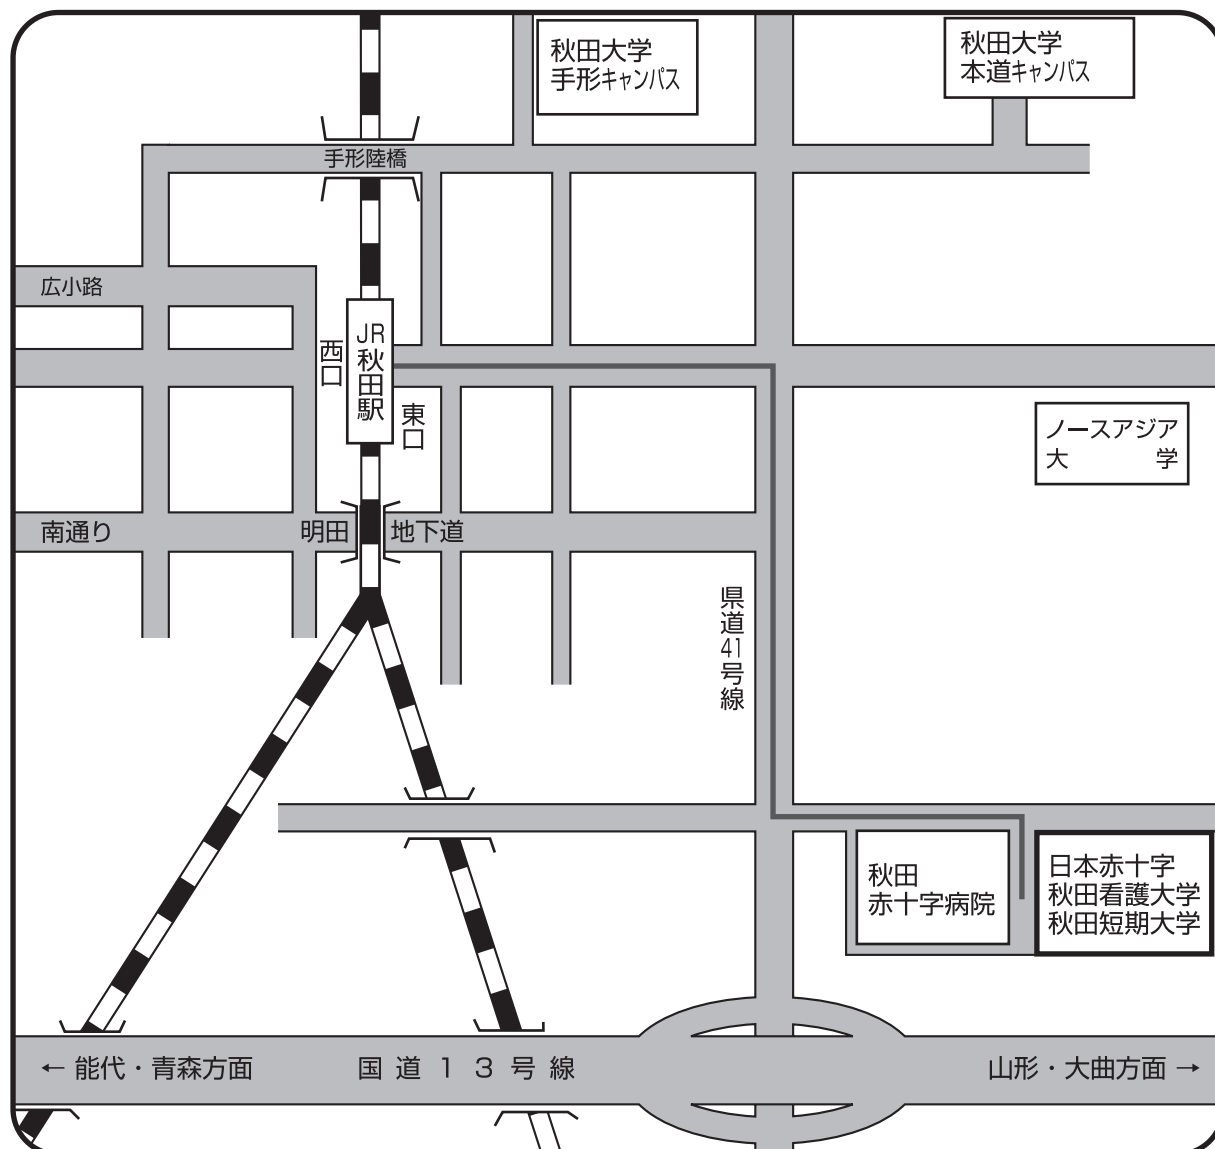 秋田大学
手形キャンパス
秋田大学
本道キャンパス
手形陸橋
広小路
西口
JR秋田駅
東口
ノースアジア
大学
南通り
明田
地下道
県道41号線
秋田
赤十字病院
日本赤十字
秋田看護大学
秋田短期大学
← 能代・青森方面
国道13号線
山形・大曲方面 →